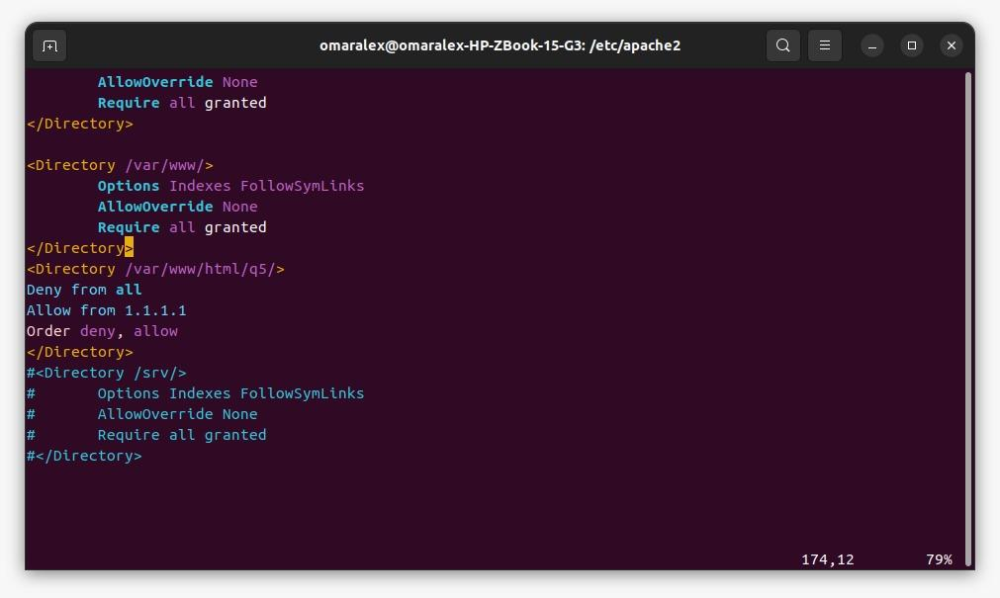 omaralex@omaralex-HP-ZBook-15-G3: /etc/apache2
        AllowOverride None
        Require all granted
</Directory>

<Directory /var/www/>
        Options Indexes FollowSymLinks
        AllowOverride None
        Require all granted
</Directory>
<Directory /var/www/html/q5/>
Deny from all
Allow from 1.1.1.1
Order deny, allow
</Directory>
#<Directory /srv/>
#       Options Indexes FollowSymLinks
#       AllowOverride None
#       Require all granted
#</Directory>
174,12        79%